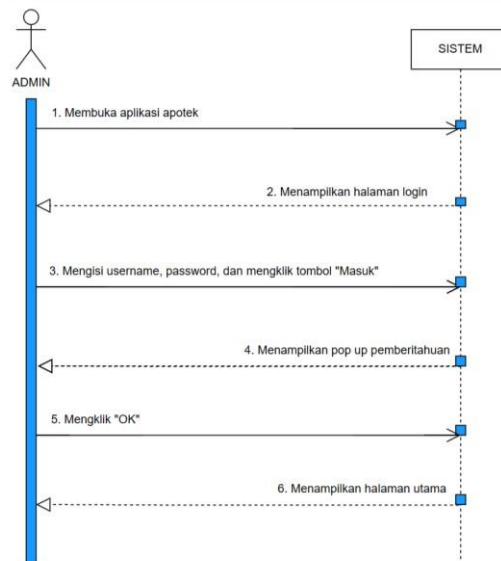 ADMIN
SISTEM
1. Membuka aplikasi apotek
2. Menampilkan halaman login
3. Mengisi username, password, dan mengklik tombol "Masuk"
4. Menampilkan pop up pemberitahuan
5. Mengklik "OK"
6. Menampilkan halaman utama